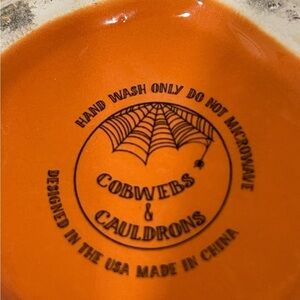 HAND WASH ONLY DO NOT MICROWAVE
COBWEBS
&
CAULDRONS
DESIGNED IN THE USA MADE IN CHINA